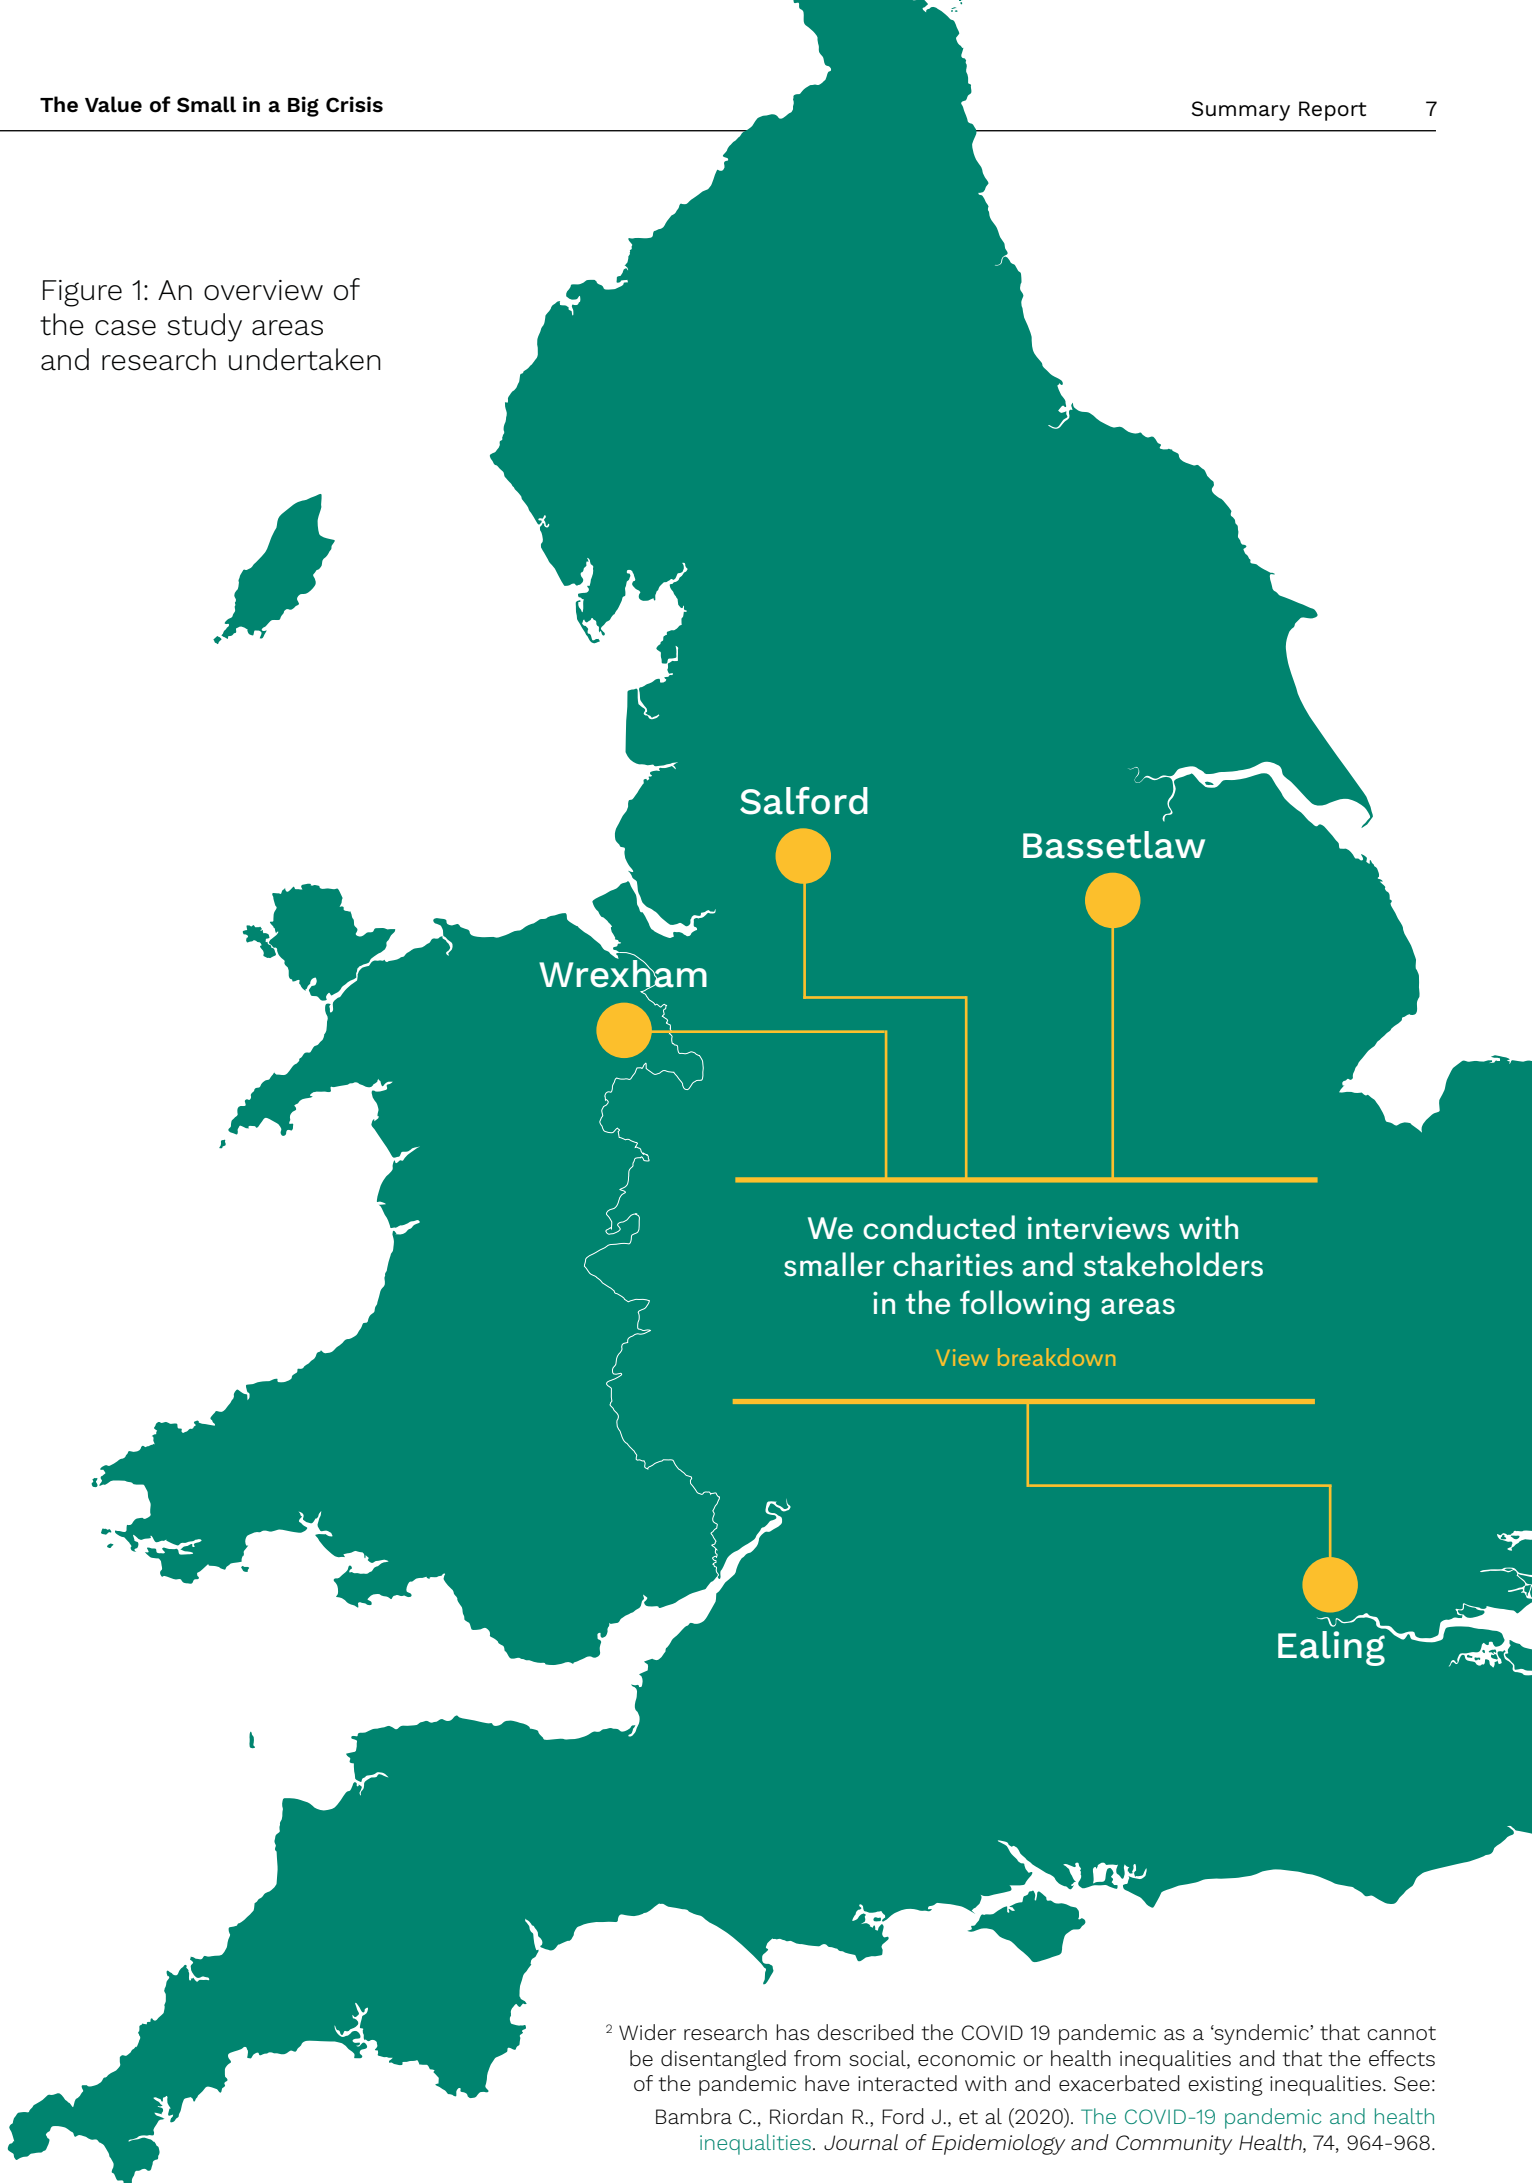 The Value of Small in a Big Crisis
Summary Report 7
Figure 1: An overview of
the case study areas
and research undertaken
Salford
Bassetlaw
Wrexham
We conducted interviews with
smaller charities and stakeholders
in the following areas
View breakdown
Ealing
2 Wider research has described the COVID 19 pandemic as a ‘syndemic’ that cannot
be disentangled from social, economic or health inequalities and that the effects
of the pandemic have interacted with and exacerbated existing inequalities. See:
Bambra C., Riordan R., Ford J., et al (2020). The COVID-19 pandemic and health
inequalities. Journal of Epidemiology and Community Health, 74, 964-968.